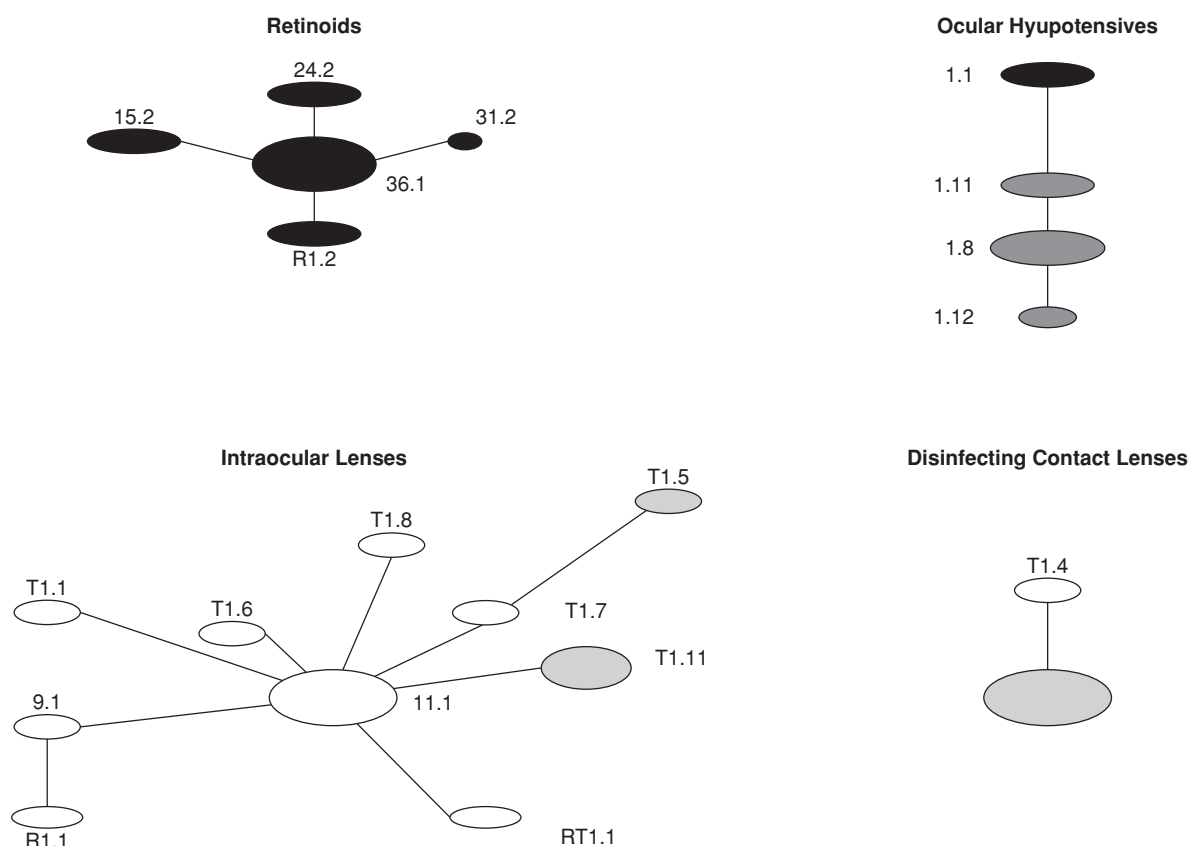 Retinoids
24.2
15.2
31.2
36.1
R1.2
Ocular Hyupotensives
1.1
1.11
1.8
1.12
Intraocular Lenses
T1.5
T1.8
T1.1
T1.6
T1.7
T1.11
9.1
11.1
R1.1
RT1.1
Disinfecting Contact Lenses
T1.4